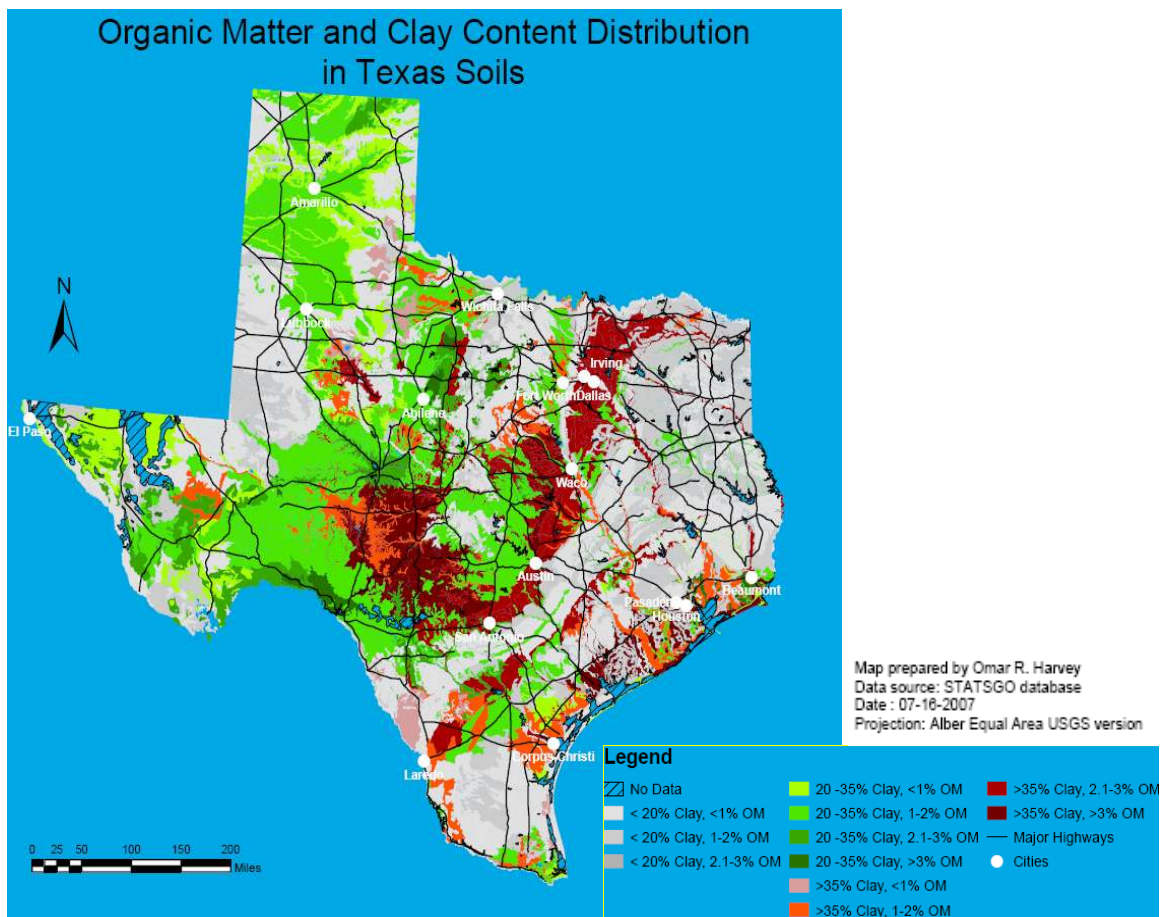 Organic Matter and Clay Content Distribution
in Texas Soils
Amarillo
N
Wichita Falls
Lubbock
Irving
Fort Worth Dallas
Abilene
El Paso
Waco
Austin
Beaumont
Pasadena
Houston
San Antonio
Corpus Christi
Laredo
Map prepared by Omar R. Harvey
Data source: STATSGO database
Date : 07-16-2007
Projection: Alber Equal Area USGS version
Legend
No Data
< 20% Clay, <1% OM
< 20% Clay, 1-2% OM
< 20% Clay, 2.1-3% OM
20 -35% Clay, <1% OM
20 -35% Clay, 1-2% OM
20 -35% Clay, 2.1-3% OM
20 -35% Clay, >3% OM
>35% Clay, <1% OM
>35% Clay, 1-2% OM
>35% Clay, 2.1-3% OM
>35% Clay, >3% OM
Major Highways
Cities
0 25 50 100 150 200
Miles